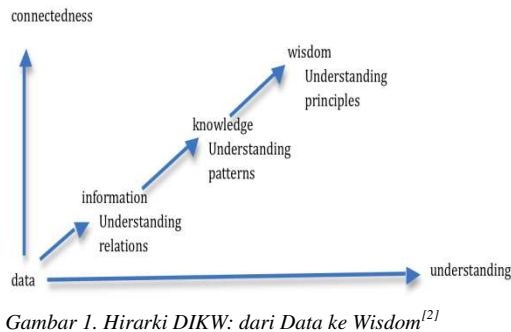 connectedness
wisdom
Understanding
principles
knowledge
Understanding
patterns
information
Understanding
relations
data
understanding
Gambar 1. Hirarki DIKW: dari Data ke Wisdom[2]